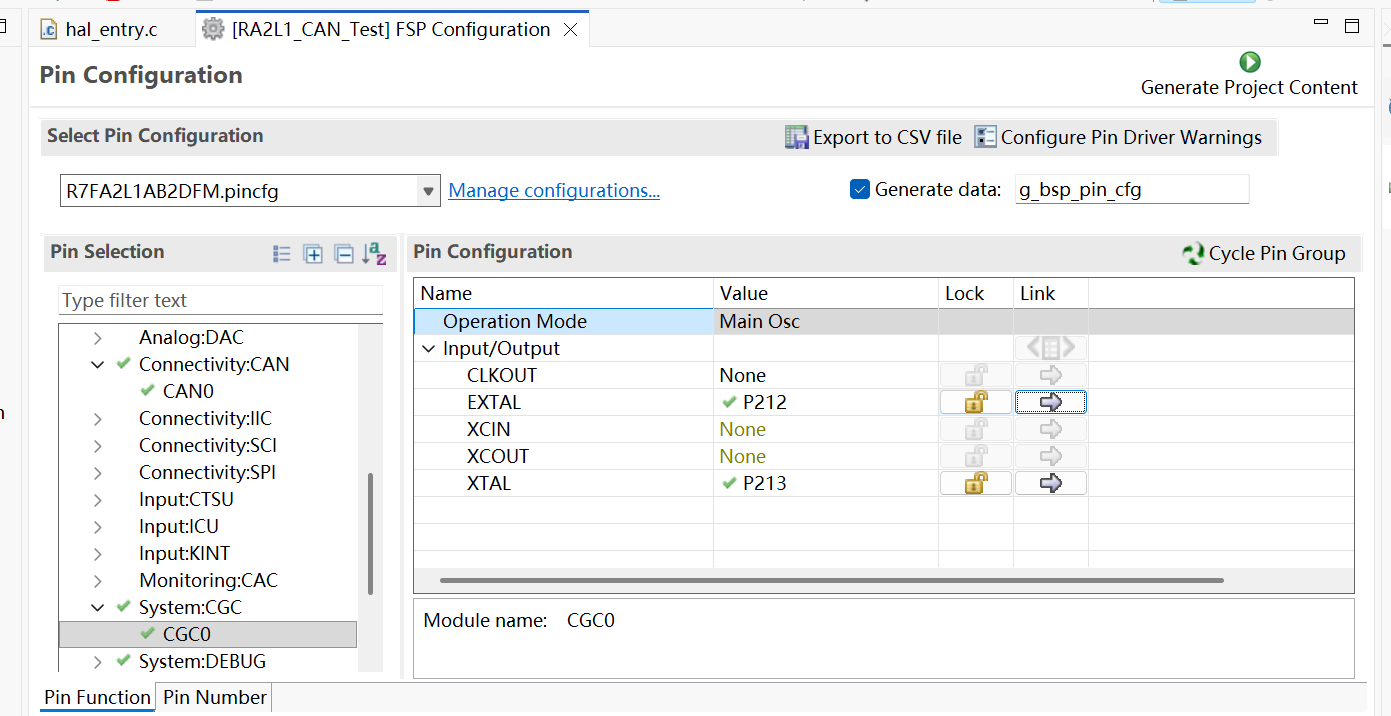 hal_entry.c
[RA2L1_CAN_Test] FSP Configuration
Pin Configuration
Generate Project Content
Select Pin Configuration
Export to CSV file
Configure Pin Driver Warnings
R7FA2L1AB2DFM.pincfg
Manage configurations...
Generate data:
g_bsp_pin_cfg
Pin Selection
Type filter text
Analog:DAC
Connectivity:CAN
CAN0
Connectivity:IIC
Connectivity:SCI
Connectivity:SPI
Input:CTSU
Input:ICU
Input:KINT
Monitoring:CAC
System:CGC
CGC0
System:DEBUG
Pin Configuration
Cycle Pin Group
Name Value Lock Link
Operation Mode Main Osc
Input/Output
CLKOUT None
EXTAL P212
XCIN None
XCOUT None
XTAL P213
Module name: CGC0
Pin Function Pin Number